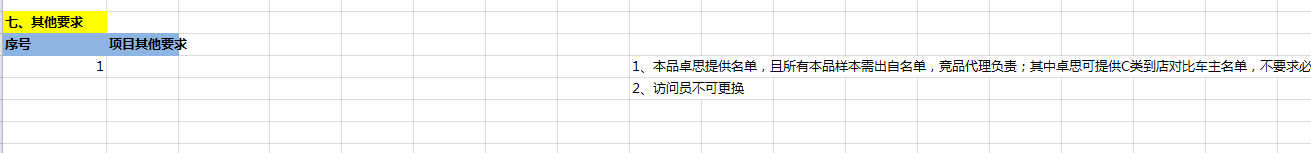 七、其他要求
序号 项目其他要求
1 1、本品卓思提供名单，且所有本品样本需出自名单，竞品代理负责；其中卓思可提供C类到店对比车主名单，不要求必
2、访问员不可更换